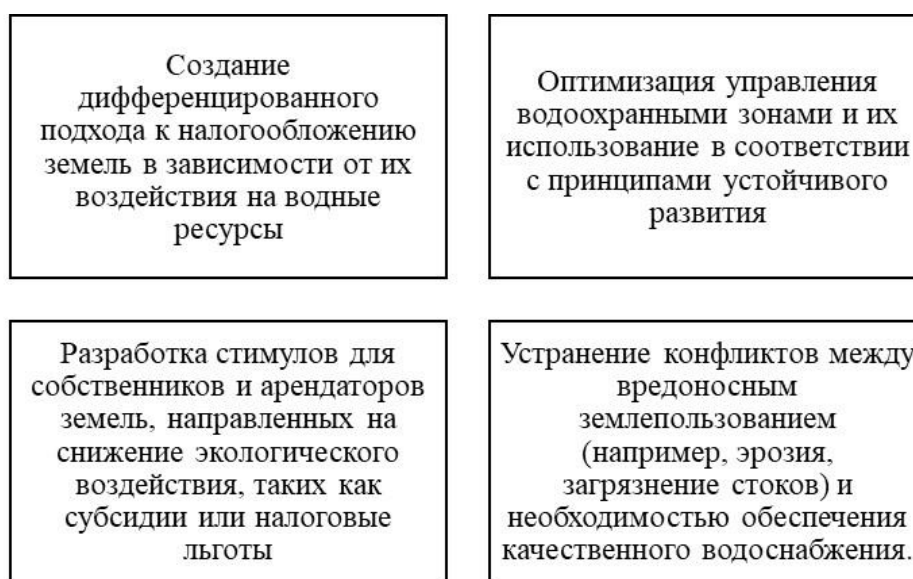 Создание
дифференцированного
подхода к налогообложению
земель в зависимости от их
воздействия на водные
ресурсы
Оптимизация управления
водоохранными зонами и их
использование в соответствии
с принципами устойчивого
развития
Разработка стимулов для
собственников и арендаторов
земель, направленных на
снижение экологического
воздействия, таких как
субсидии или налоговые
льготы
Устранение конфликтов между
вредоносным
землепользованием
(например, эрозия,
загрязнение стоков) и
необходимостью обеспечения
качественного водоснабжения.